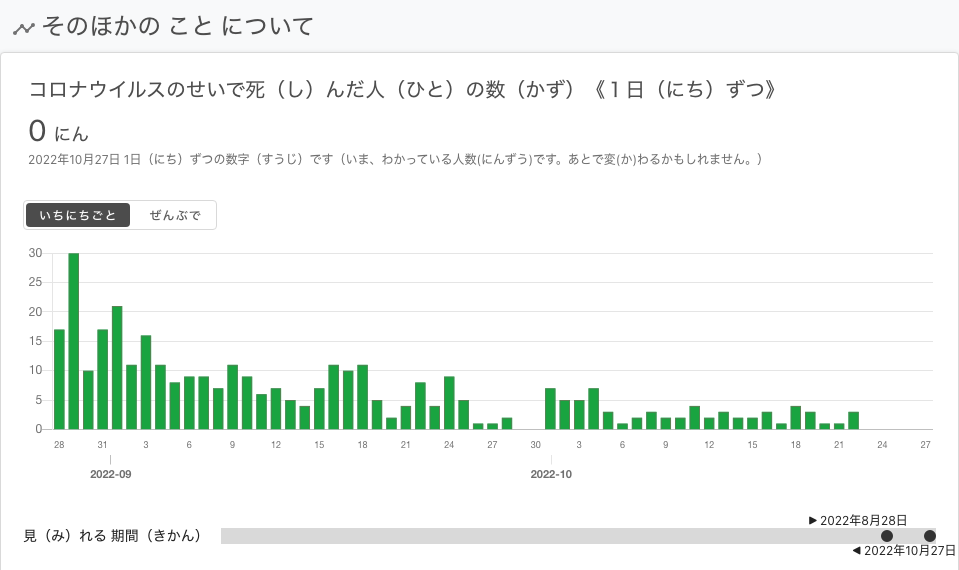 そのほかの こと について
コロナウイルスのせいで死（し）んだ人（ひと）の数（かず）《１日（にち）ずつ》
0 にん
2022年10月27日 1日（にち）ずつの数字（すうじ）です（いま、わかっている人数(にんずう)です。あとで変(か)わるかもしれません。）
いちにちごと ぜんぶで
30
25
20
15
10
5
0
28 31 3 6 9 12 15 18 21 24 27 30 3 6 9 12 15 18 21 24 27
2022-09 2022-10
▶ 2022年8月28日
見（み）れる 期間（きかん）
◀ 2022年10月27日